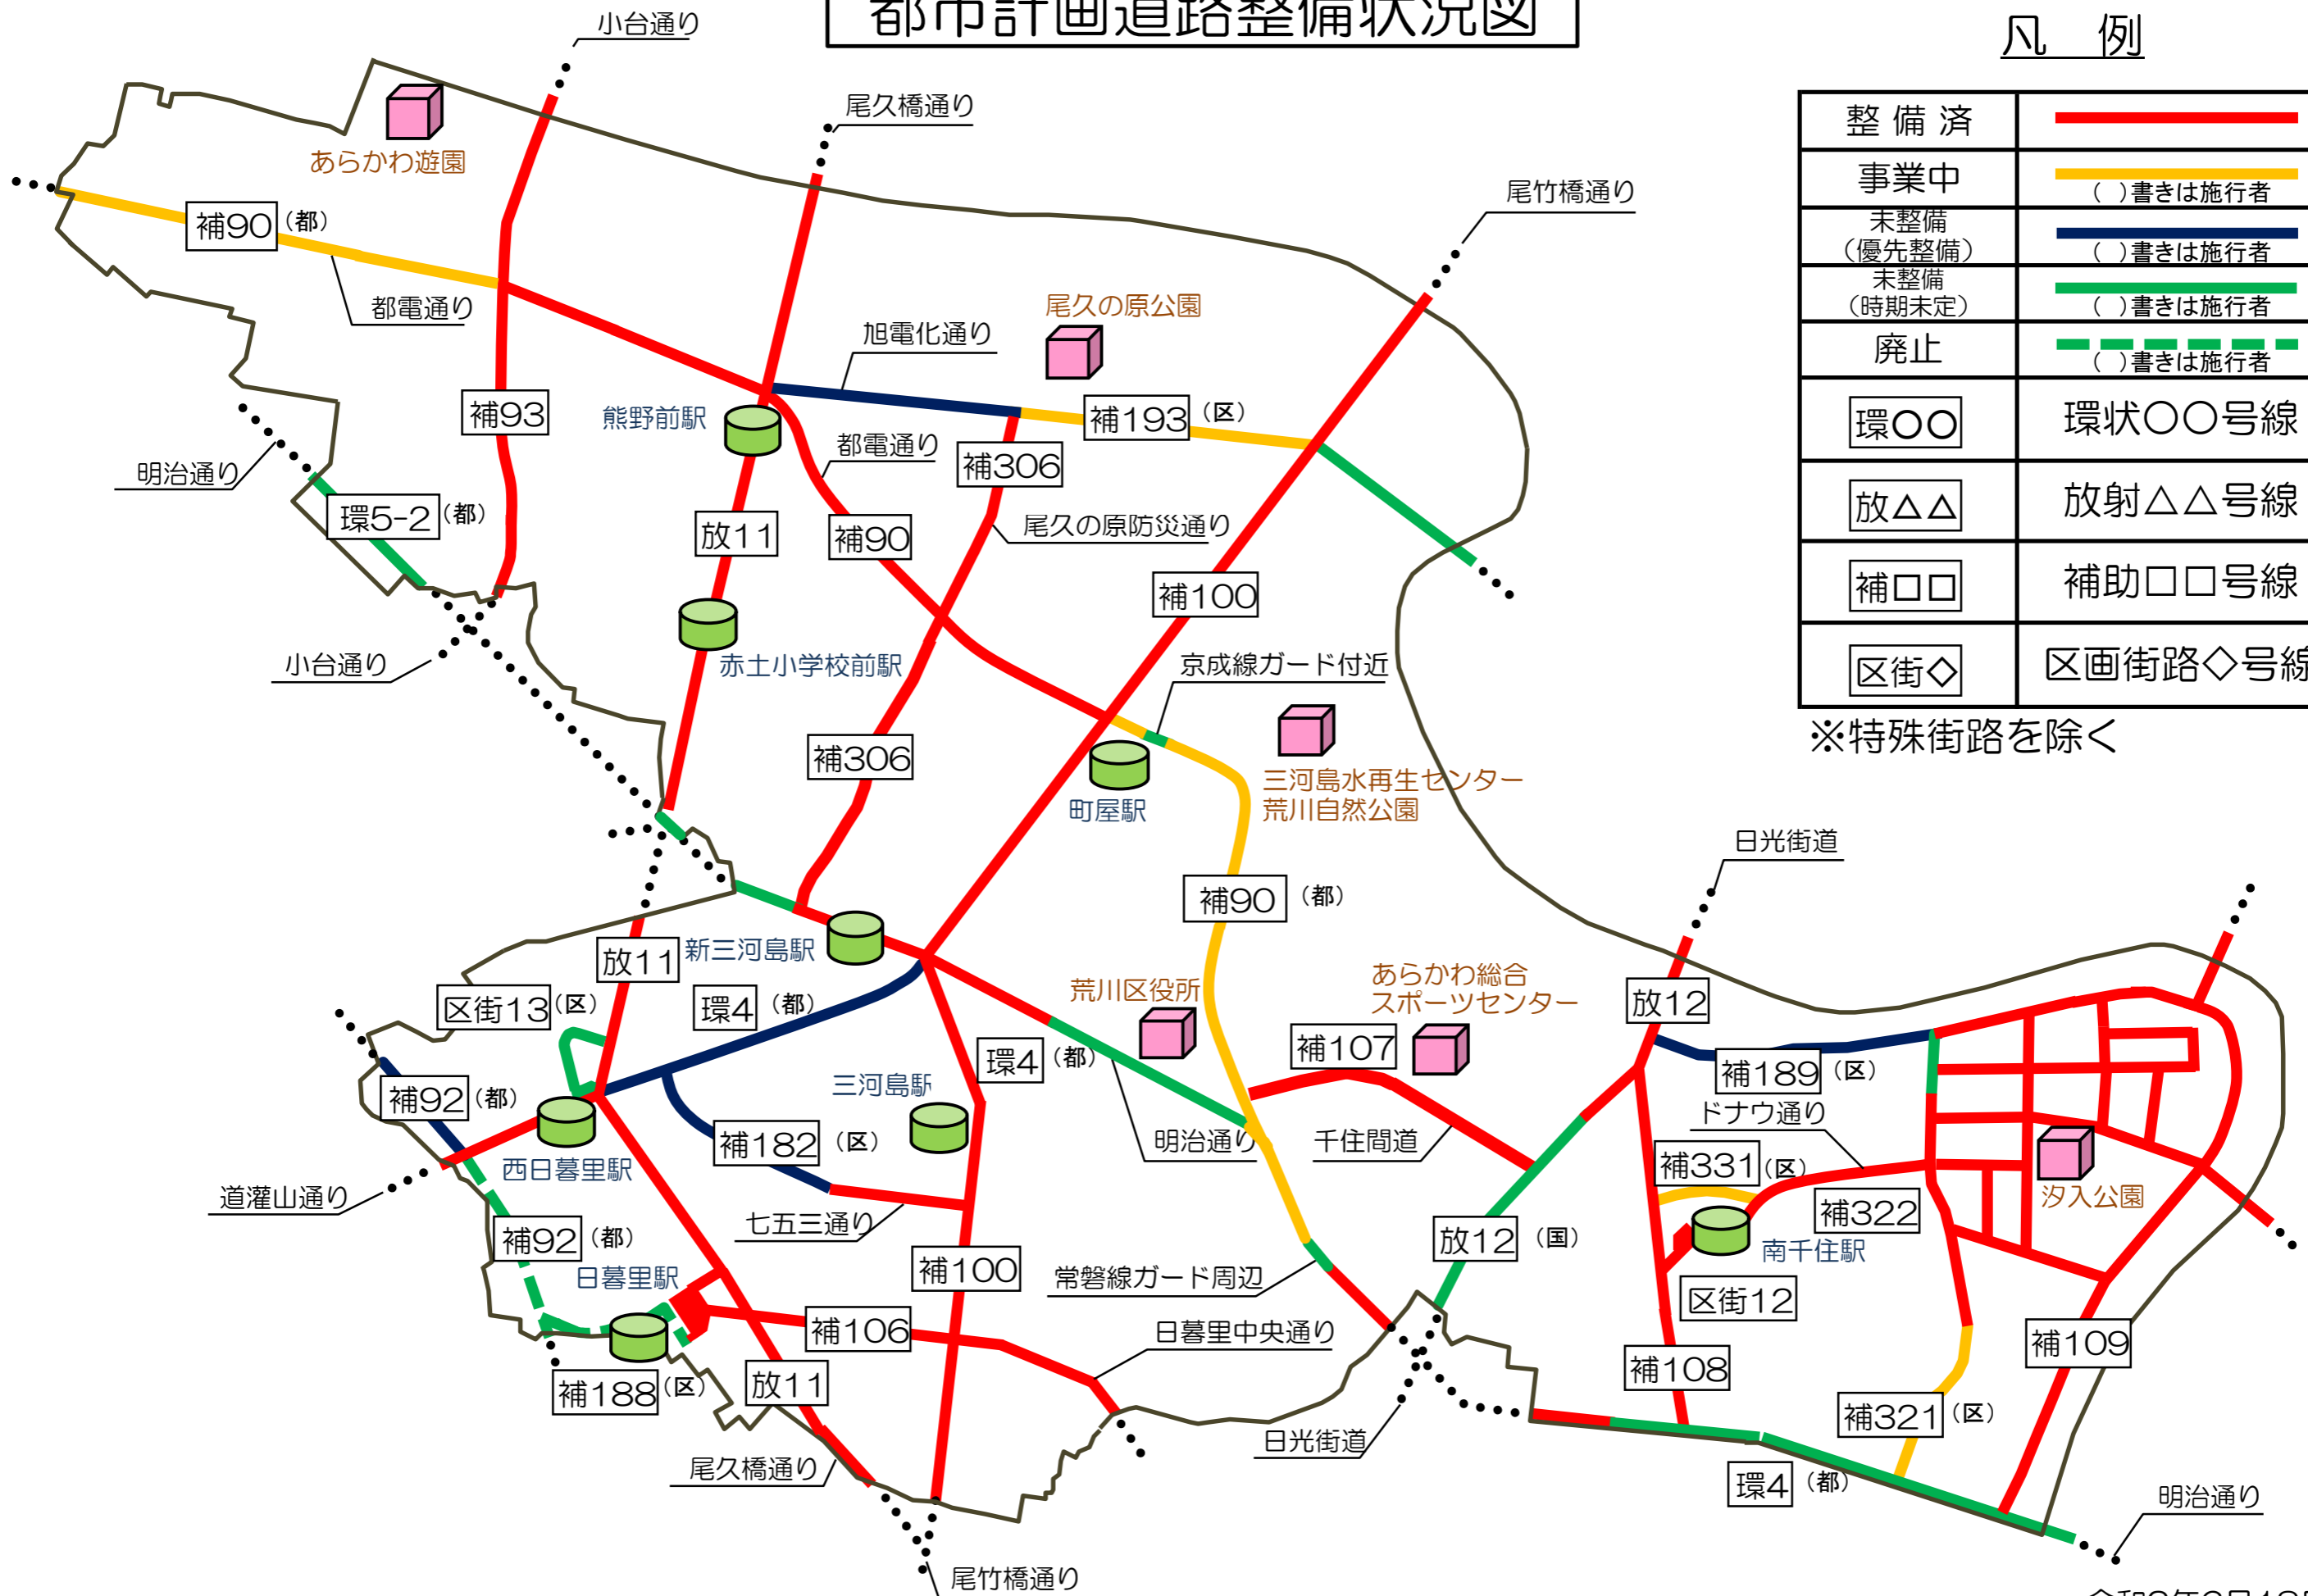 都市計画道路整備状況図
凡 例
整備済
事業中
( )書きは施行者
未整備
(優先整備)
( )書きは施行者
未整備
(時期未定)
( )書きは施行者
廃止
( )書きは施行者
環〇〇
環状〇〇号線
放△△
放射△△号線
補□□
補助□□号線
区街◇
区画街路◇号線
※特殊街路を除く
小台通り
尾久橋通り
あらかわ遊園
尾竹橋通り
補90(都)
都電通り
尾久の原公園
旭電化通り
補93
熊野前駅
補193(区)
都電通り
補306
明治通り
環5-2(都)
放11
補90
尾久の原防災通り
補100
小台通り
赤土小学校前駅
京成線ガード付近
補306
町屋駅
三河島水再生センター
荒川自然公園
日光街道
補90(都)
放11
新三河島駅
荒川区役所
あらかわ総合
スポーツセンター
放12
区街13(区)
環4(都)
環4(都)
補107
補189(区)
補92(都)
三河島駅
ドナウ通り
補182(区)
明治通り
千住間道
補331(区)
西日暮里駅
道灌山通り
汐入公園
七五三通り
補322
補92(都)
放12(国)
南千住駅
日暮里駅
補100
常磐線ガード周辺
区街12
補106
日暮里中央通り
補109
補188(区)
放11
補108
補321(区)
日光街道
尾久橋通り
環4(都)
明治通り
尾竹橋通り